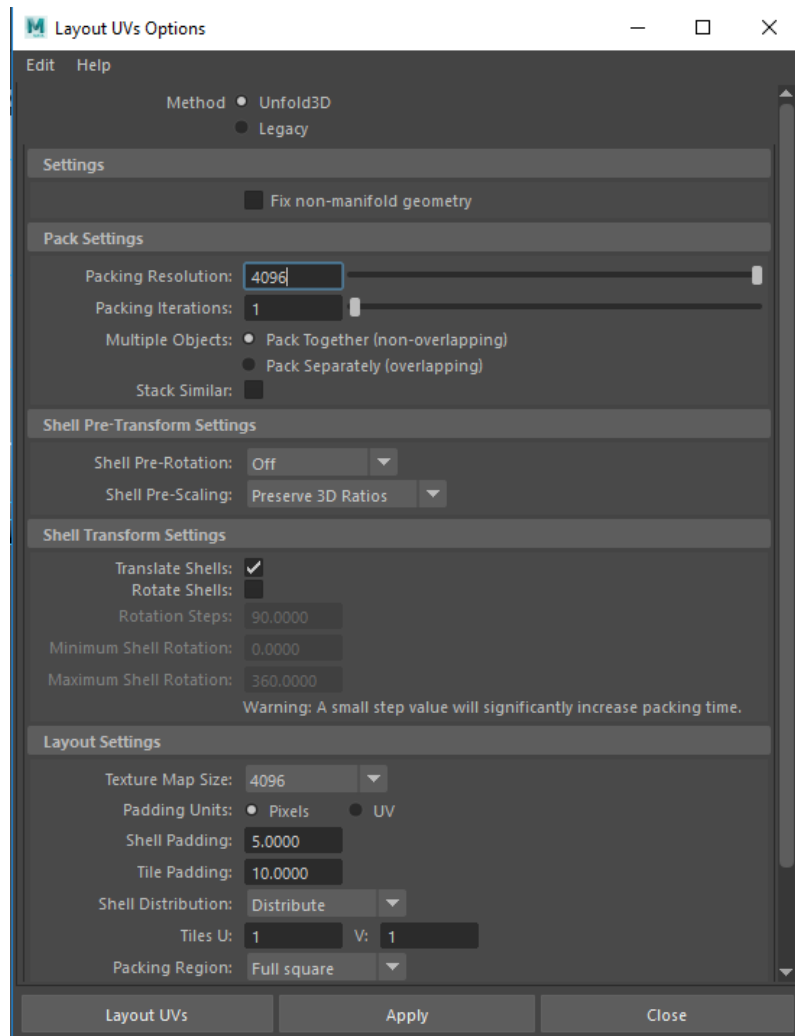 Layout UVs Options
Edit Help
Method Unfold3D
Legacy
Settings
Fix non-manifold geometry
Pack Settings
Packing Resolution: 4096
Packing Iterations: 1
Multiple Objects: Pack Together (non-overlapping)
Pack Separately (overlapping)
Stack Similar:
Shell Pre-Transform Settings
Shell Pre-Rotation: Off
Shell Pre-Scaling: Preserve 3D Ratios
Shell Transform Settings
Translate Shells:
Rotate Shells:
Rotation Steps: 90.0000
Minimum Shell Rotation: 0.0000
Maximum Shell Rotation: 360.0000
Warning: A small step value will significantly increase packing time.
Layout Settings
Texture Map Size: 4096
Padding Units: Pixels UV
Shell Padding: 5.0000
Tile Padding: 10.0000
Shell Distribution: Distribute
Tiles U: 1 V: 1
Packing Region: Full square
Layout UVs Apply Close